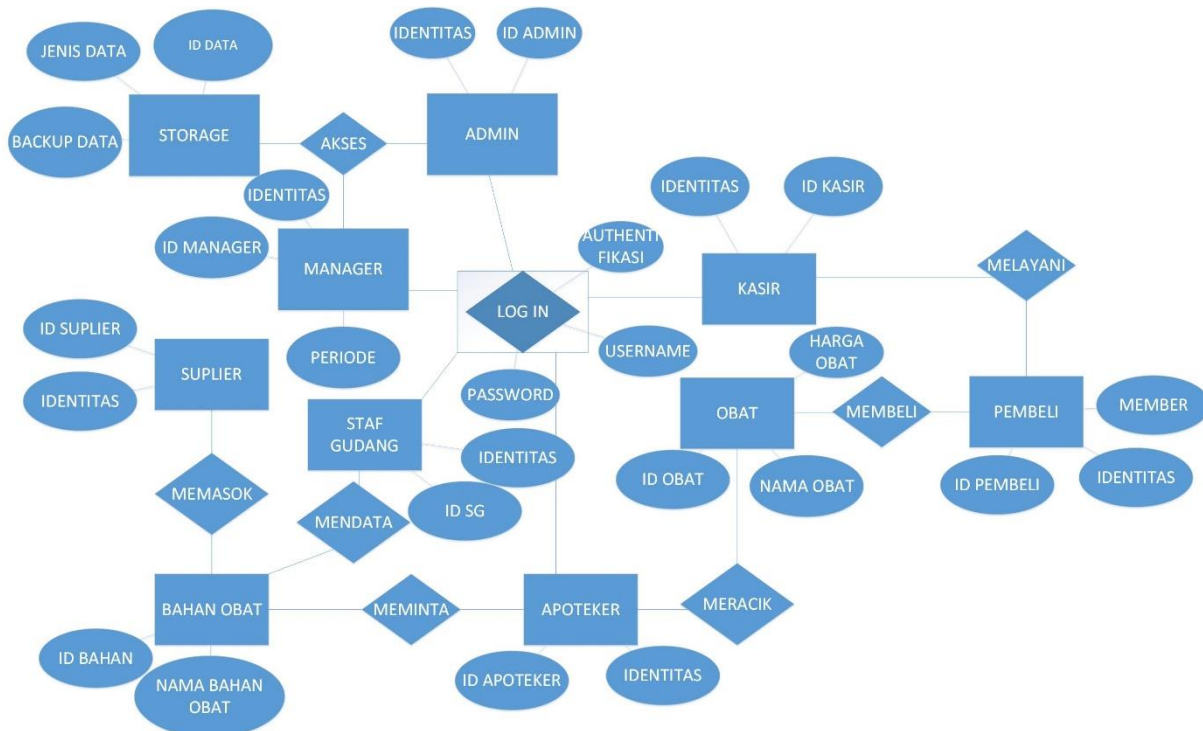 IDENTITAS
ID ADMIN
ID DATA
JENIS DATA
STORAGE
ADMIN
BACKUP DATA
AKSES
IDENTITAS
IDENTITAS
ID KASIR
AUTHENTI
FIKASI
ID MANAGER
MANAGER
MELAYANI
KASIR
LOG IN
ID SUPLIER
HARGA
OBAT
USERNAME
PERIODE
SUPLIER
PASSWORD
IDENTITAS
MEMBER
OBAT
MEMBELI
PEMBELI
STAF
GUDANG
IDENTITAS
ID OBAT
NAMA OBAT
ID PEMBELI
IDENTITAS
MEMASOK
ID SG
MENDATA
BAHAN OBAT
MEMINTA
APOTEKER
MERACIK
ID BAHAN
ID APOTEKER
IDENTITAS
NAMA BAHAN
OBAT